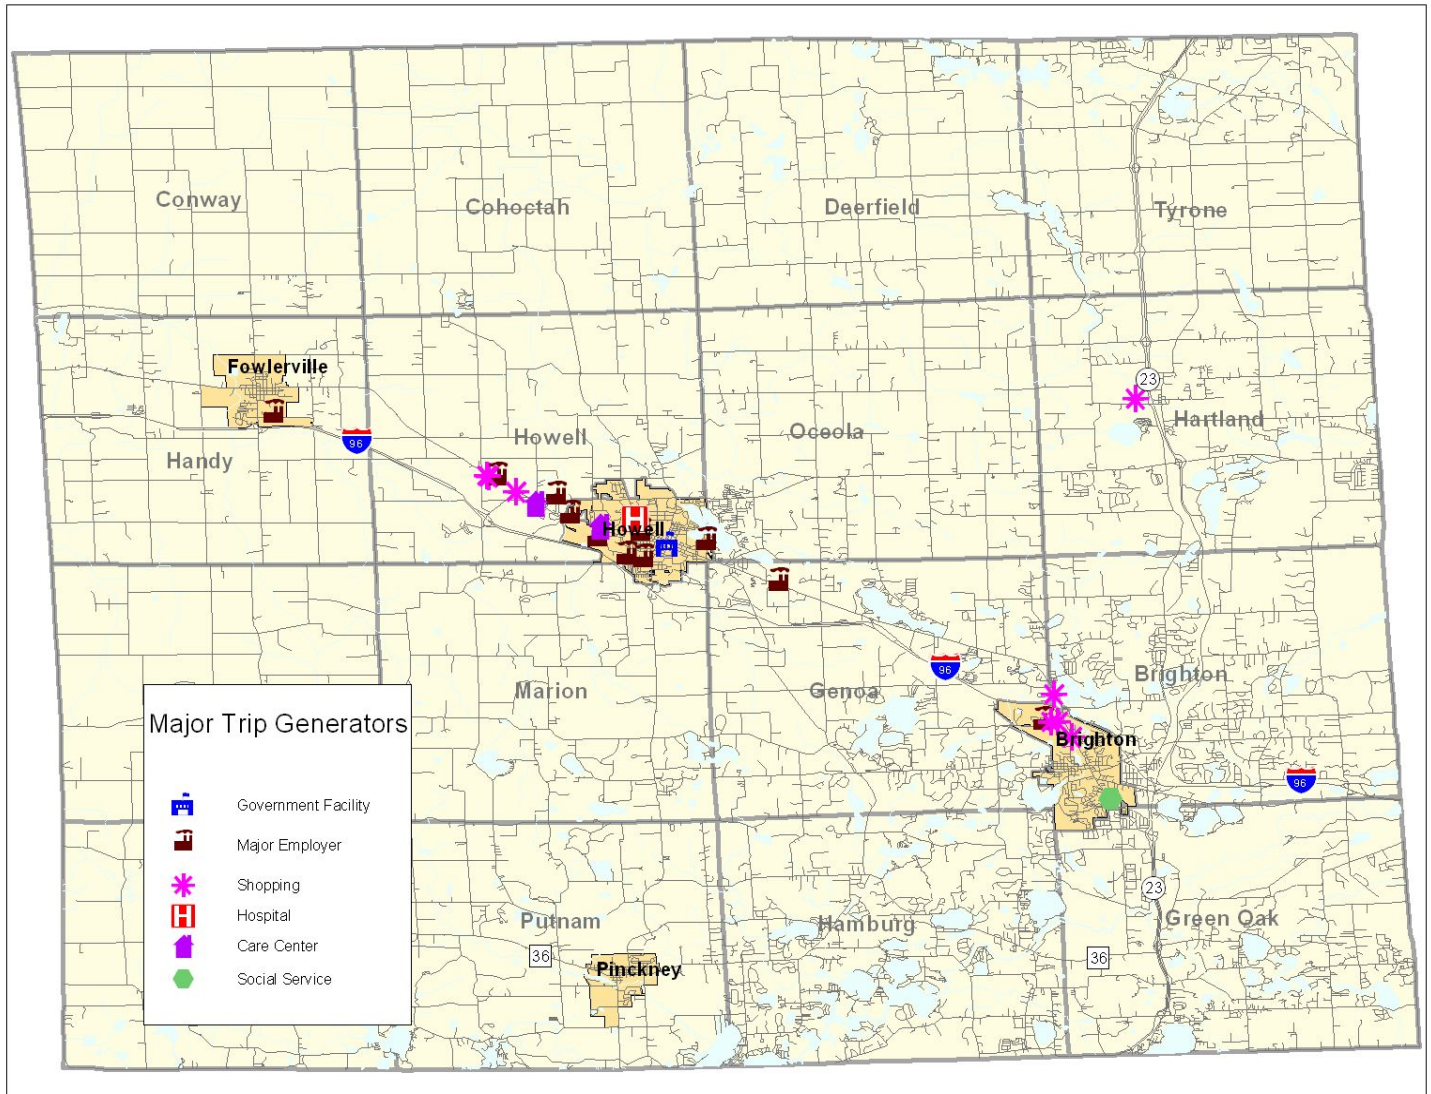 Conway
Cohoctah
Deerfield
Tyrone
Fowlerville
23
Hartland
Howell
Oceola
96
Handy
H
Howell
96
Marion
Genoa
Brighton
Brighton
96
Major Trip Generators
Government Facility
Major Employer
Shopping
H
Hospital
Care Center
Social Service
23
Putnam
Hamburg
Green Oak
36
36
Pinckney